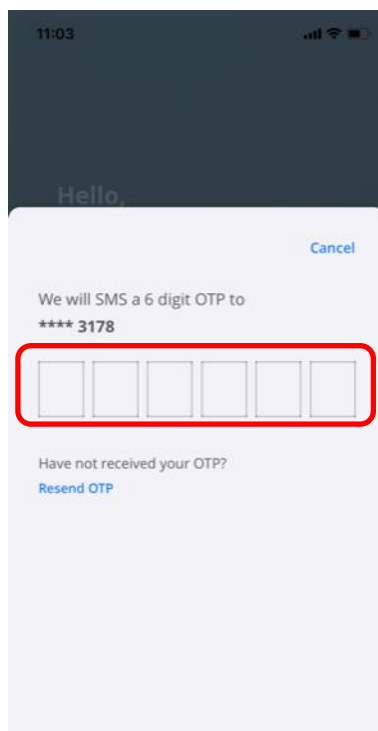 11:03
Hello,
Cancel
We will SMS a 6 digit OTP to
**** 3178
Have not received your OTP?
Resend OTP